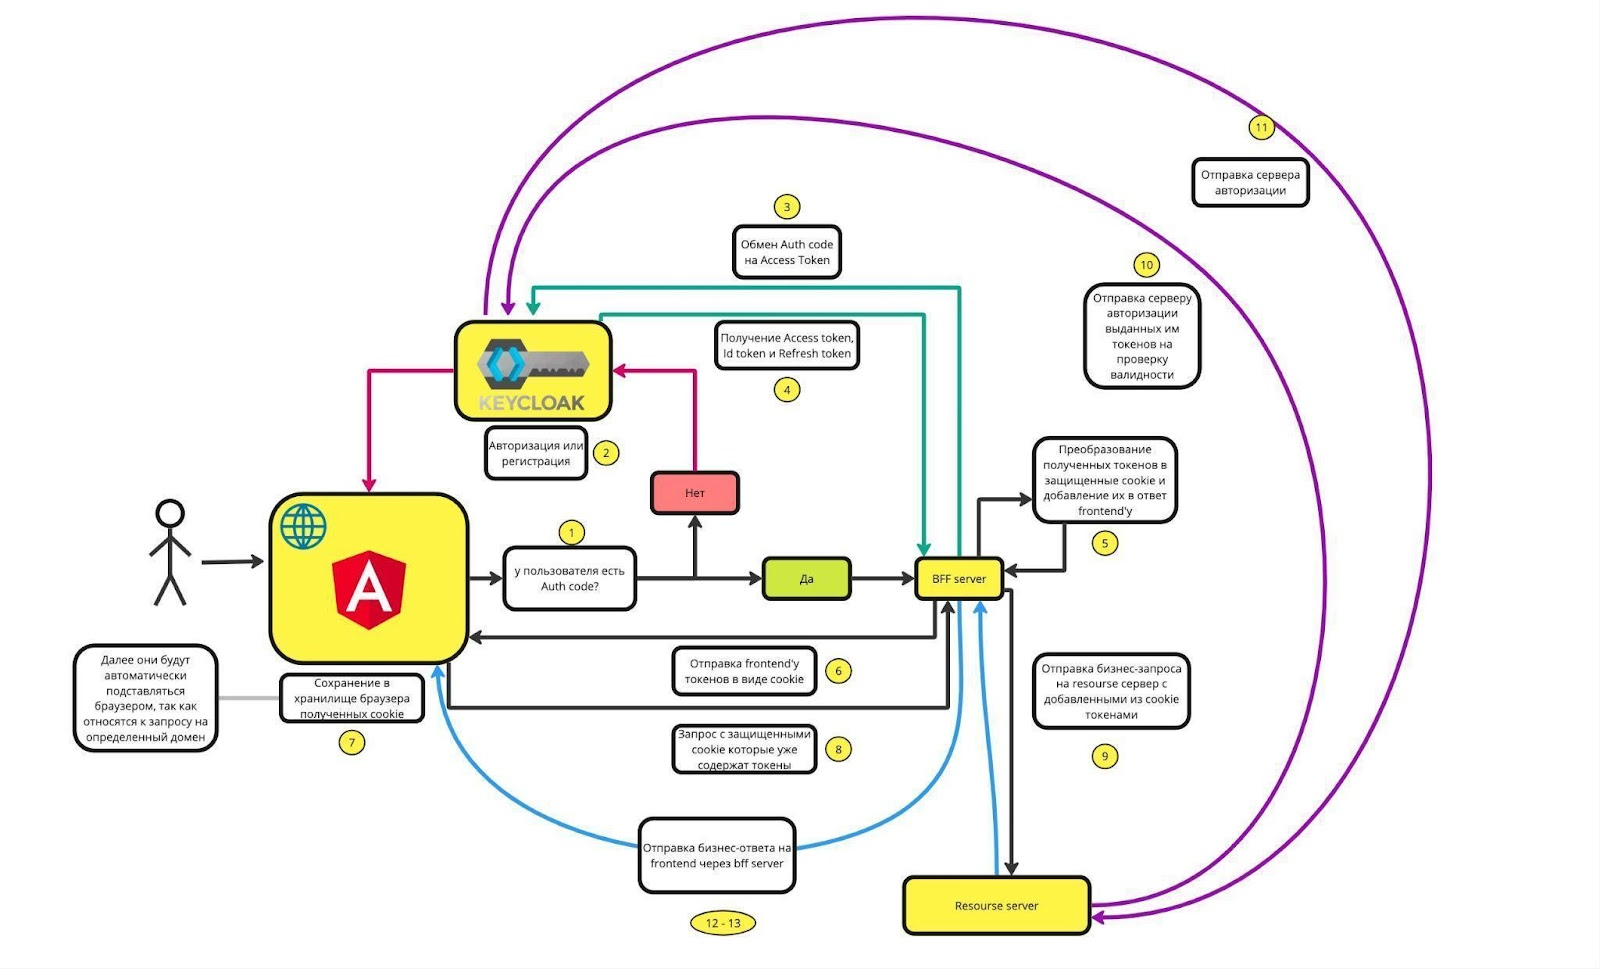 11
Отправка сервера
авторизации
3
Обмен Auth code
на Access Token
10
Отправка серверу
авторизации
выданных им
токенов на
проверку
валидности
Получение Access token,
Id token и Refresh token
4
KEYCLOAK
Авторизация или
регистрация
2
Нет
Преобразование
полученных токенов в
защищенные cookie и
добавление их в ответ
frontend'у
5
1
у пользователя есть
Auth code?
Да
BFF server
A
Далее они будут
автоматически
подставляться
браузером, так как
относятся к запросу на
определенный домен
Сохранение в
хранилище браузера
полученных cookie
7
Отправка frontend'у
токенов в виде cookie
6
Запрос с защищенными
cookie которые уже
содержат токены
8
Отправка бизнес-запроса
на resourse сервер с
добавленными из cookie
токенами
9
Отправка бизнес-ответа на
frontend через bff server
12 - 13
Resourse server